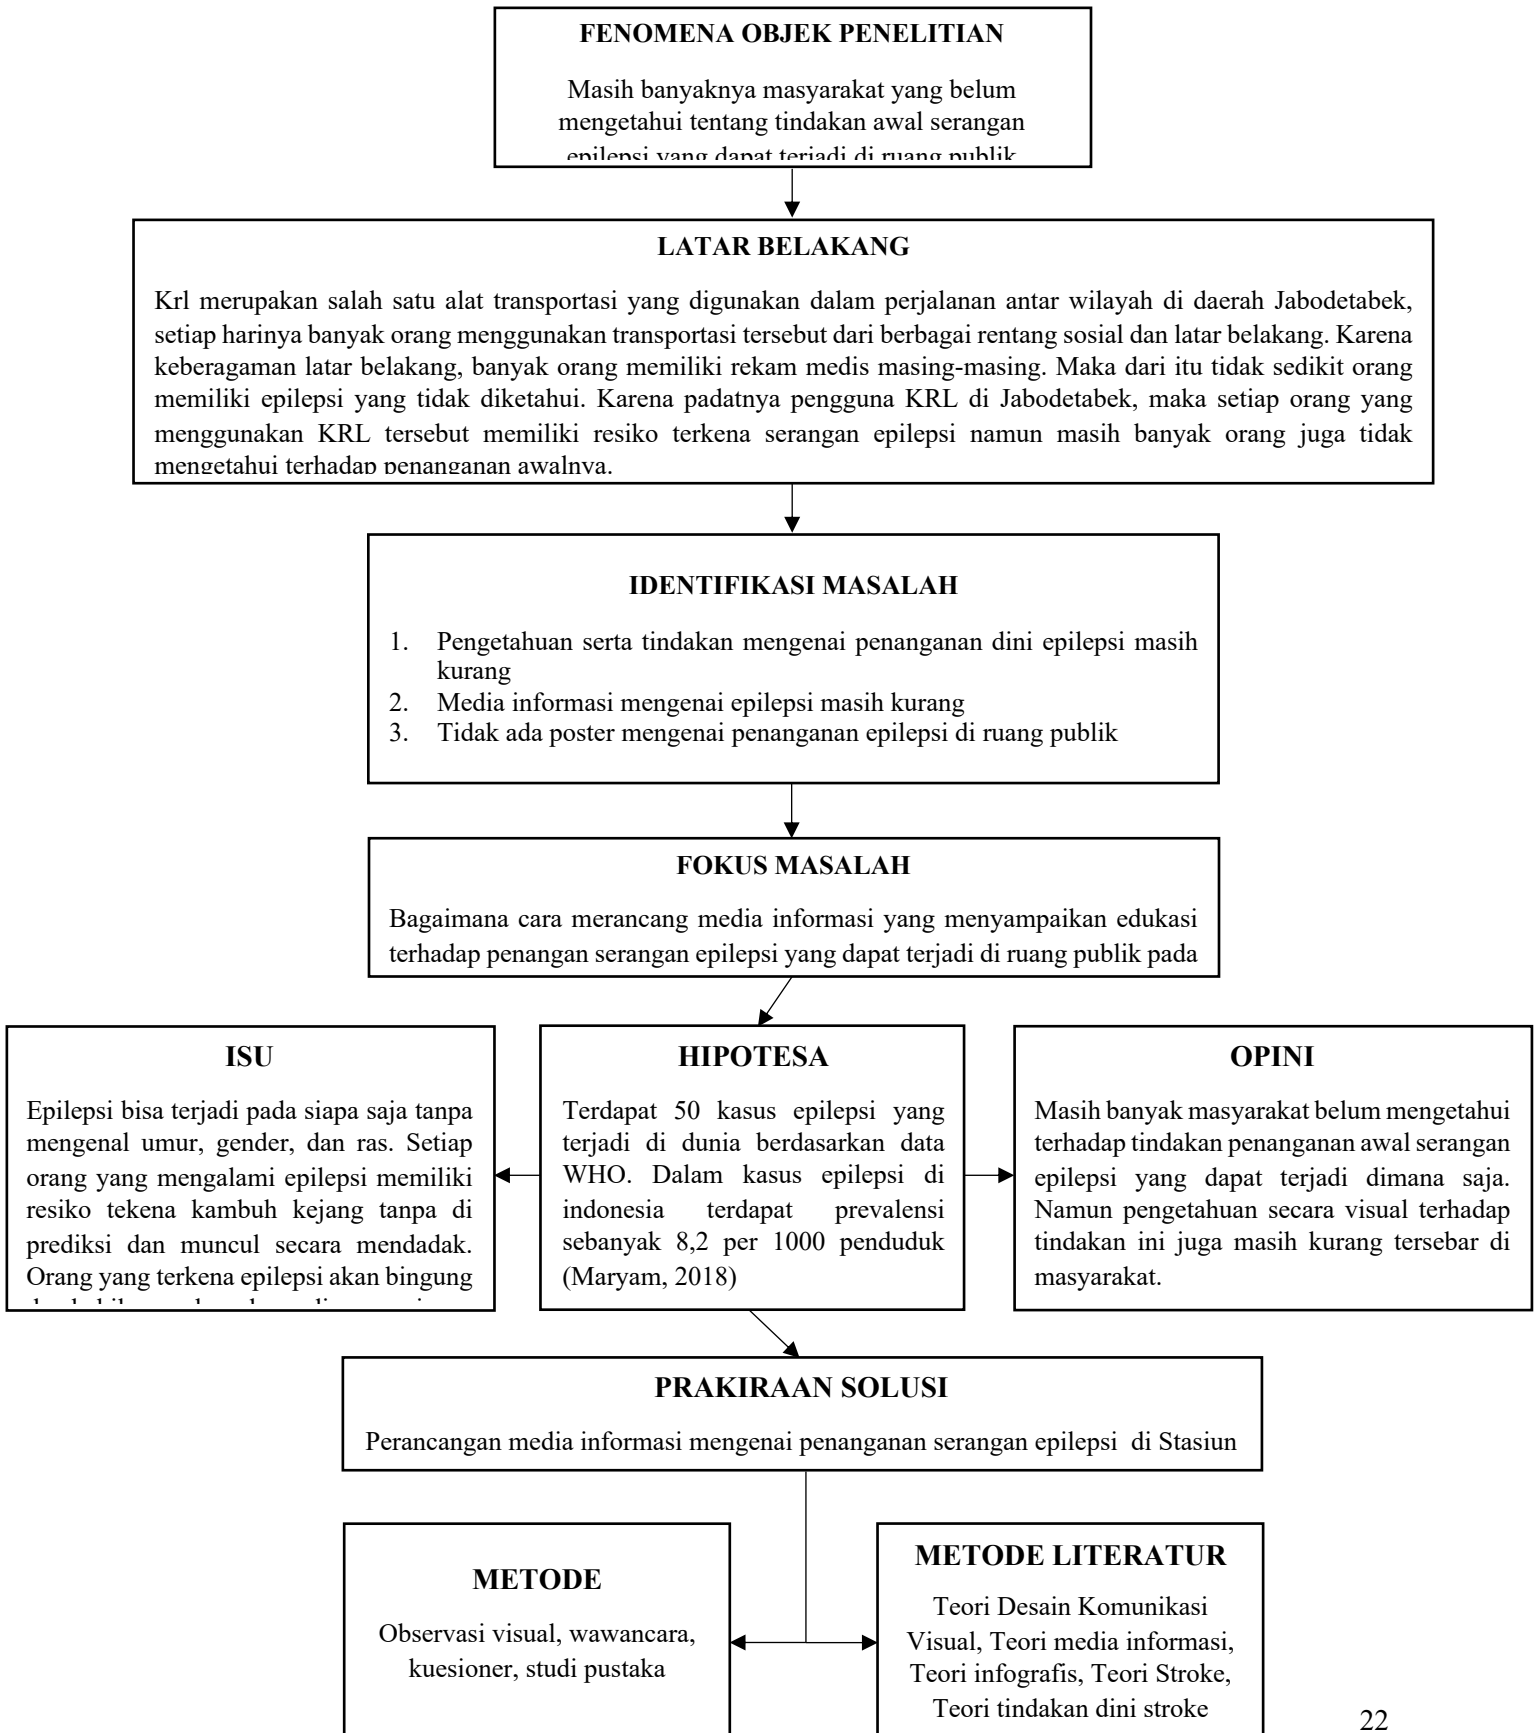 FENOMENA OBJEK PENELITIAN
Masih banyaknya masyarakat yang belum
mengetahui tentang tindakan awal serangan
epilepsi yang dapat terjadi di ruang publik
LATAR BELAKANG
Krl merupakan salah satu alat transportasi yang digunakan dalam perjalanan antar wilayah di daerah Jabodetabek,
setiap harinya banyak orang menggunakan transportasi tersebut dari berbagai rentang sosial dan latar belakang. Karena
keberagaman latar belakang, banyak orang memiliki rekam medis masing-masing. Maka dari itu tidak sedikit orang
memiliki epilepsi yang tidak diketahui. Karena padatnya pengguna KRL di Jabodetabek, maka setiap orang yang
menggunakan KRL tersebut memiliki resiko terkena serangan epilepsi namun masih banyak orang juga tidak
mengetahui terhadap penanganan awalnya.
IDENTIFIKASI MASALAH
1. Pengetahuan serta tindakan mengenai penanganan dini epilepsi masih
kurang
2. Media informasi mengenai epilepsi masih kurang
3. Tidak ada poster mengenai penanganan epilepsi di ruang publik
FOKUS MASALAH
Bagaimana cara merancang media informasi yang menyampaikan edukasi
terhadap penangan serangan epilepsi yang dapat terjadi di ruang publik pada
ISU
Epilepsi bisa terjadi pada siapa saja tanpa
mengenal umur, gender, dan ras. Setiap
orang yang mengalami epilepsi memiliki
resiko tekena kambuh kejang tanpa di
prediksi dan muncul secara mendadak.
Orang yang terkena epilepsi akan bingung
HIPOTESA
Terdapat 50 kasus epilepsi yang
terjadi di dunia berdasarkan data
WHO. Dalam kasus epilepsi di
indonesia terdapat prevalensi
sebanyak 8,2 per 1000 penduduk
(Maryam, 2018)
OPINI
Masih banyak masyarakat belum mengetahui
terhadap tindakan penanganan awal serangan
epilepsi yang dapat terjadi dimana saja.
Namun pengetahuan secara visual terhadap
tindakan ini juga masih kurang tersebar di
masyarakat.
PRAKIRAAN SOLUSI
Perancangan media informasi mengenai penanganan serangan epilepsi di Stasiun
METODE
Observasi visual, wawancara,
kuesioner, studi pustaka
METODE LITERATUR
Teori Desain Komunikasi
Visual, Teori media informasi,
Teori infografis, Teori Stroke,
Teori tindakan dini stroke
22